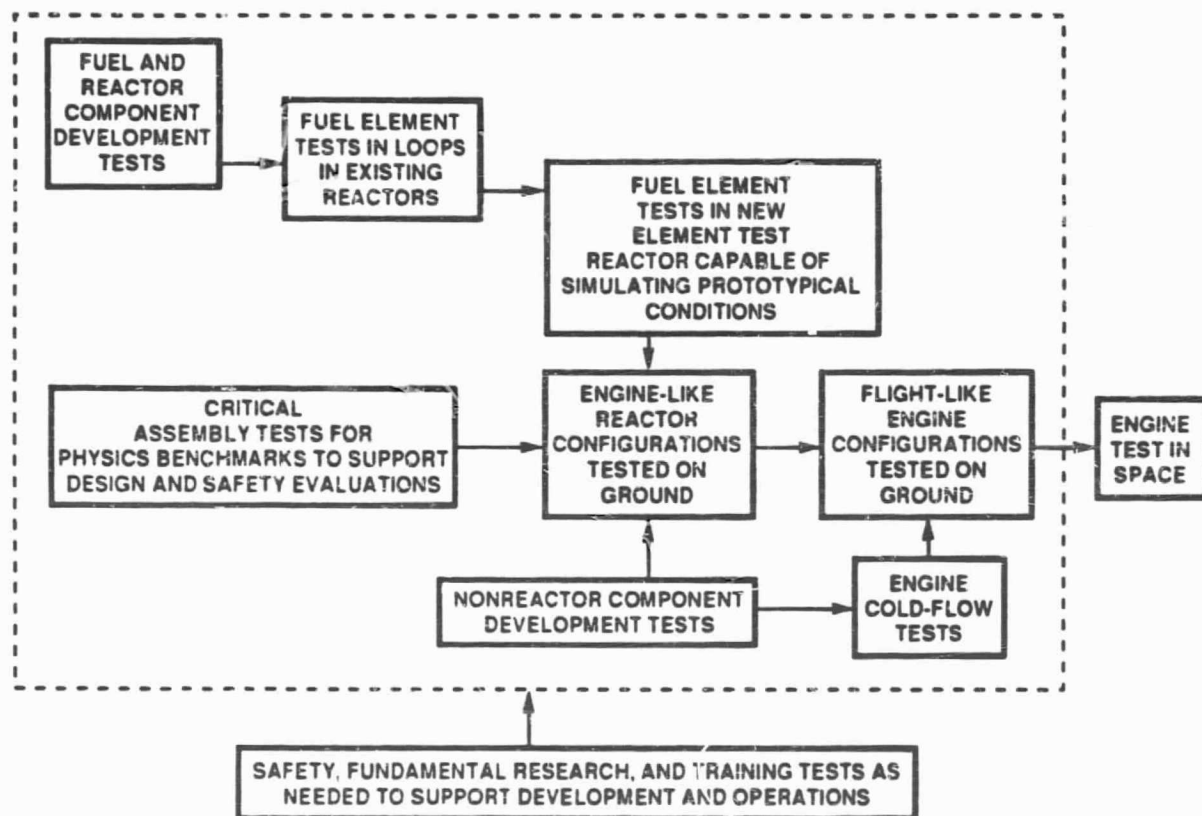 FUEL AND
REACTOR
COMPONENT
DEVELOPMENT
TESTS
FUEL ELEMENT
TESTS IN LOOPS
IN EXISTING
REACTORS
FUEL ELEMENT
TESTS IN NEW
ELEMENT TEST
REACTOR CAPABLE OF
SIMULATING PROTOTYPICAL
CONDITIONS
CRITICAL
ASSEMBLY TESTS FOR
PHYSICS BENCHMARKS TO SUPPORT
DESIGN AND SAFETY EVALUATIONS
ENGINE-LIKE
REACTOR
CONFIGURATIONS
TESTED ON
GROUND
FLIGHT-LIKE
ENGINE
CONFIGURATIONS
TESTED ON
GROUND
ENGINE
TEST IN
SPACE
NONREACTOR COMPONENT
DEVELOPMENT TESTS
ENGINE
COLD-FLOW
TESTS
SAFETY, FUNDAMENTAL RESEARCH, AND TRAINING TESTS AS
NEEDED TO SUPPORT DEVELOPMENT AND OPERATIONS